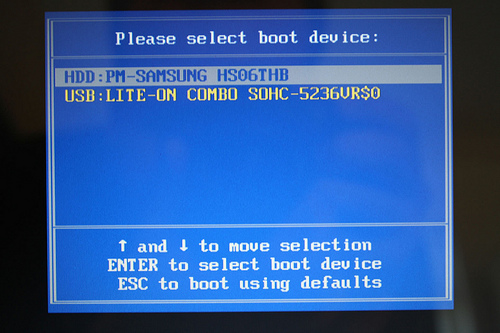 Please select boot device:
HDD:PM-SAMSUNG HS06THB
USB:LITE-ON COMBO SOHC-5236VR$0
↑ and ↓ to move selection
ENTER to select boot device
ESC to boot using defaults